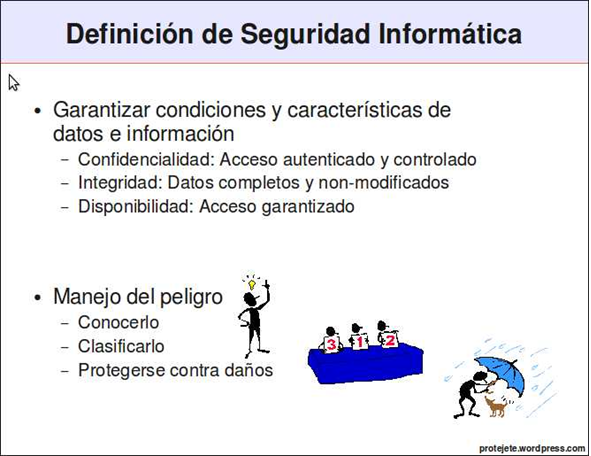 Definición de Seguridad Informática
• Garantizar condiciones y características de
datos e información
– Confidencialidad: Acceso autenticado y controlado
– Integridad: Datos completos y non-modificados
– Disponibilidad: Acceso garantizado
• Manejo del peligro
– Conocerlo
– Clasificarlo
– Protegerse contra daños
3 1 2
protejete.wordpress.com